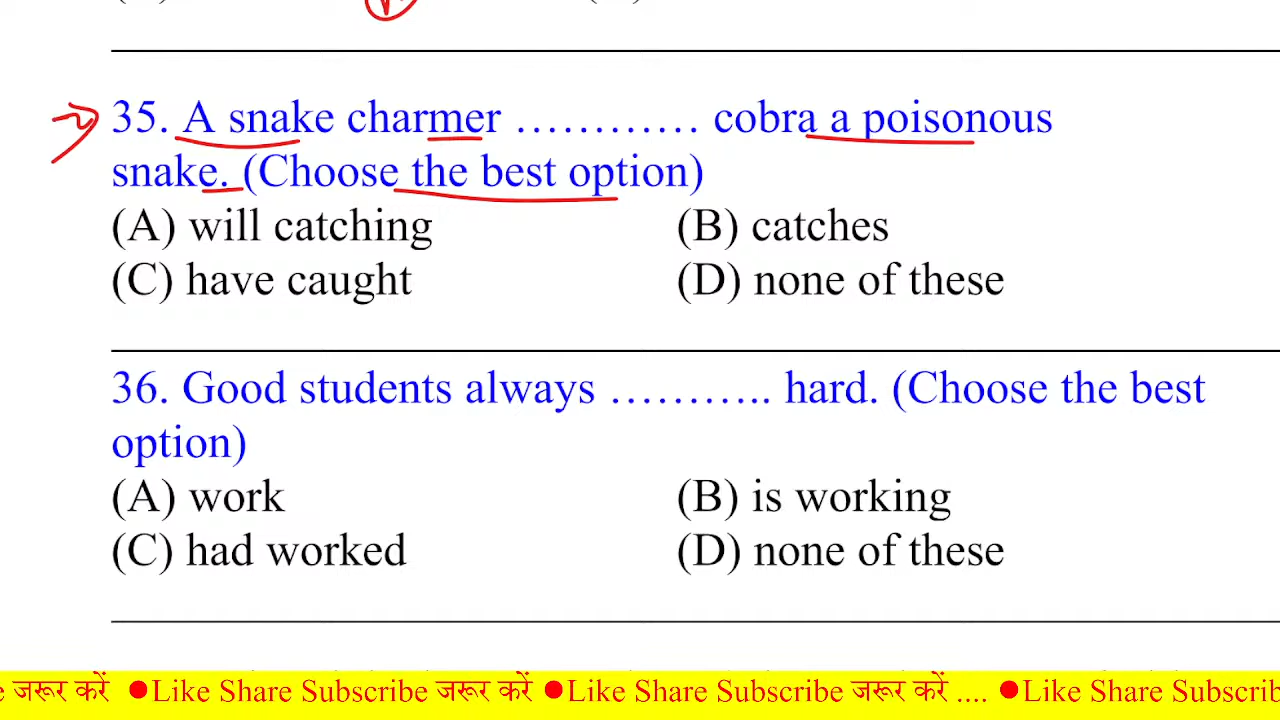 35. A snake charmer ………… cobra a poisonous
snake. (Choose the best option)
(A) will catching (B) catches
(C) have caught (D) none of these
36. Good students always ……….. hard. (Choose the best
option)
(A) work (B) is working
(C) had worked (D) none of these
e जरूर करें ●Like Share Subscribe जरूर करें ●Like Share Subscribe जरूर करें .... ●Like Share Subscrib